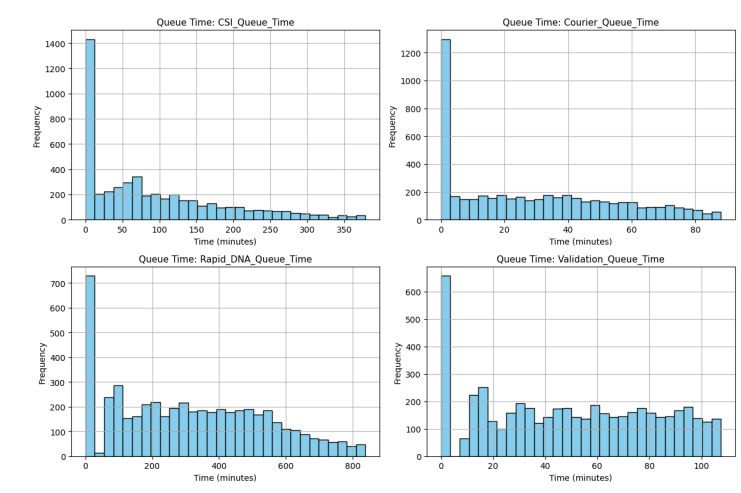 Queue Time: CSI_Queue_Time
1400
1200
1000
800
600
400
200
0
Frequency
0 50 100 150 200 250 300 350
Time (minutes)
Queue Time: Courier_Queue_Time
1200
1000
800
600
400
200
0
Frequency
0 20 40 60 80
Time (minutes)
Queue Time: Rapid_DNA_Queue_Time
700
600
500
400
300
200
100
0
Frequency
0 200 400 600 800
Time (minutes)
Queue Time: Validation_Queue_Time
600
500
400
300
200
100
0
Frequency
0 20 40 60 80 100
Time (minutes)